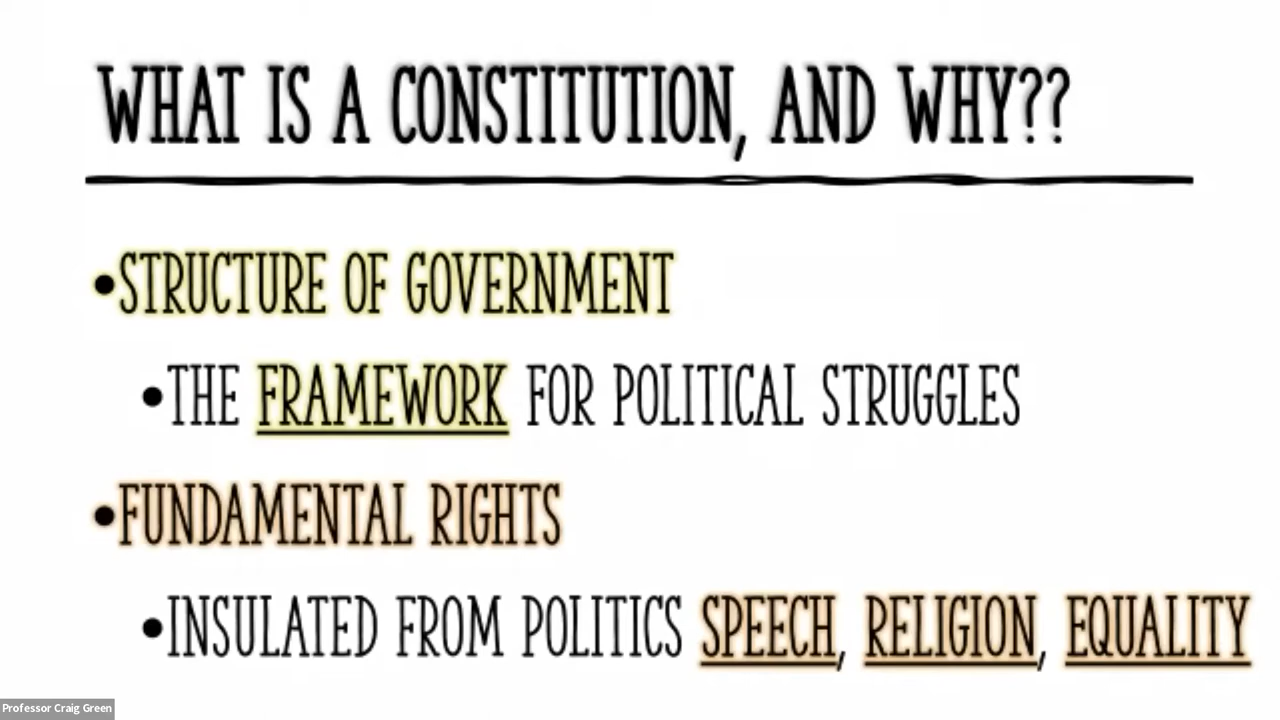 WHAT IS A CONSTITUTION, AND WHY??
•STRUCTURE OF GOVERNMENT
•THE FRAMEWORK FOR POLITICAL STRUGGLES
•FUNDAMENTAL RIGHTS
•INSULATED FROM POLITICS SPEECH, RELIGION, EQUALITY
Professor Craig Green